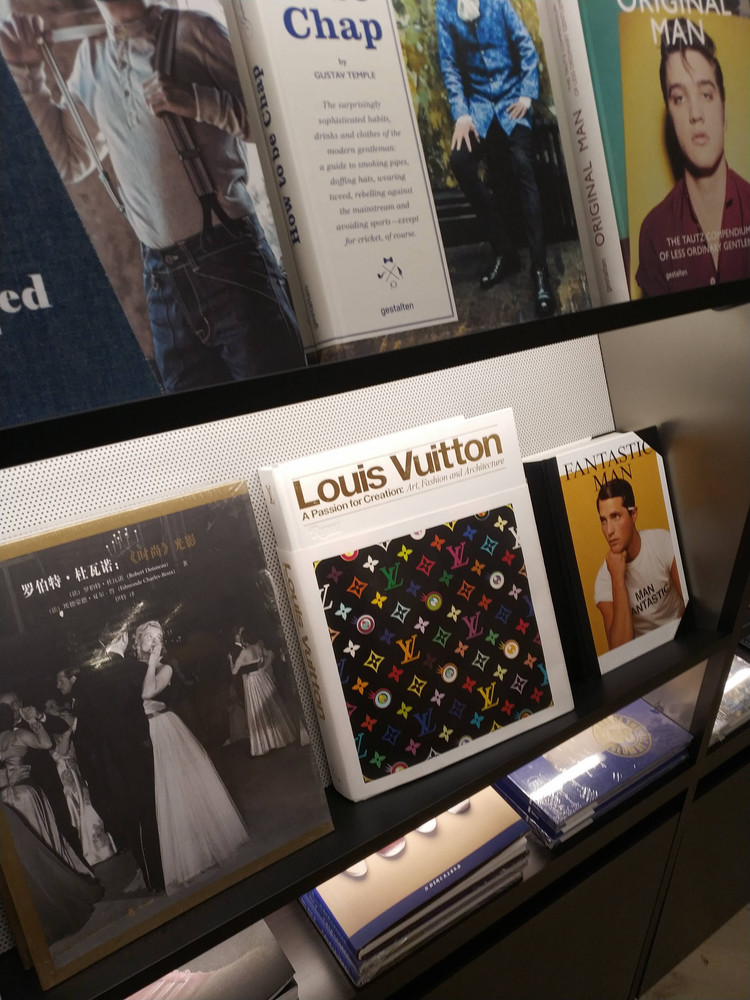 ed
Chap
by
GUSTAV TEMPLE
The surprisingly
sophisticated habits,
drinks and clothes of the
modern gentleman:
a guide to smoking pipes,
doffing hats, wearing
tweed, rebelling against
the mainstream and
avoiding sports—except
for cricket, of course.
gestalten
How to be Chap
ORIGINAL MAN
ORIGINAL
MAN
THE TAUTZ COMPENDIUM
OF LESS ORDINARY GENTLEMEN
gestalten
《时尚》光影
罗伯特·杜瓦诺:
Louis Vuitton
A Passion for Creation: Art, Fashion and Architecture
Louis Vuitton
FANTASTIC
MAN
MAN
FANTASTIC